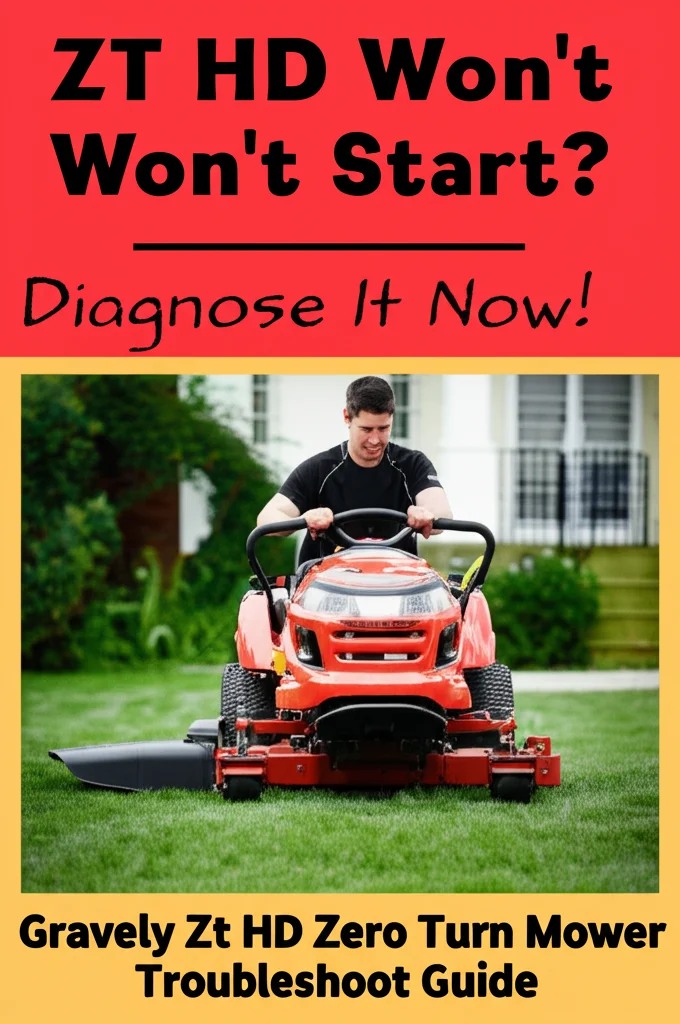 ZT HD Won't
Won't Start?
Diagnose It Now!
Gravely Zt HD Zero Turn Mower
Troubleshoot Guide